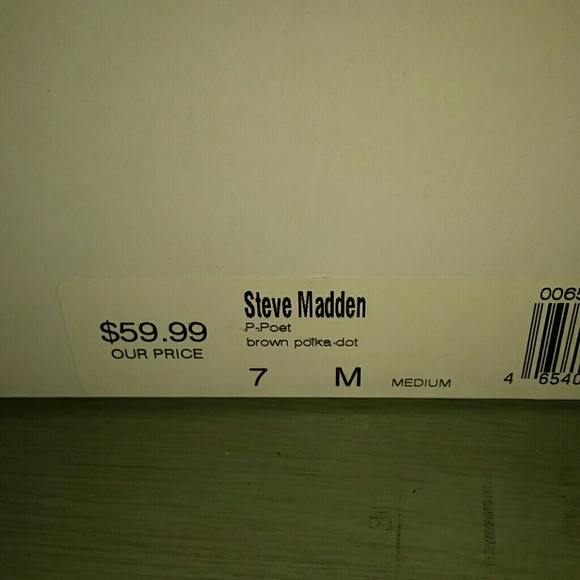 $59.99
OUR PRICE
Steve Madden
P-Poet
brown polka-dot
7 M MEDIUM
0065
4 6540